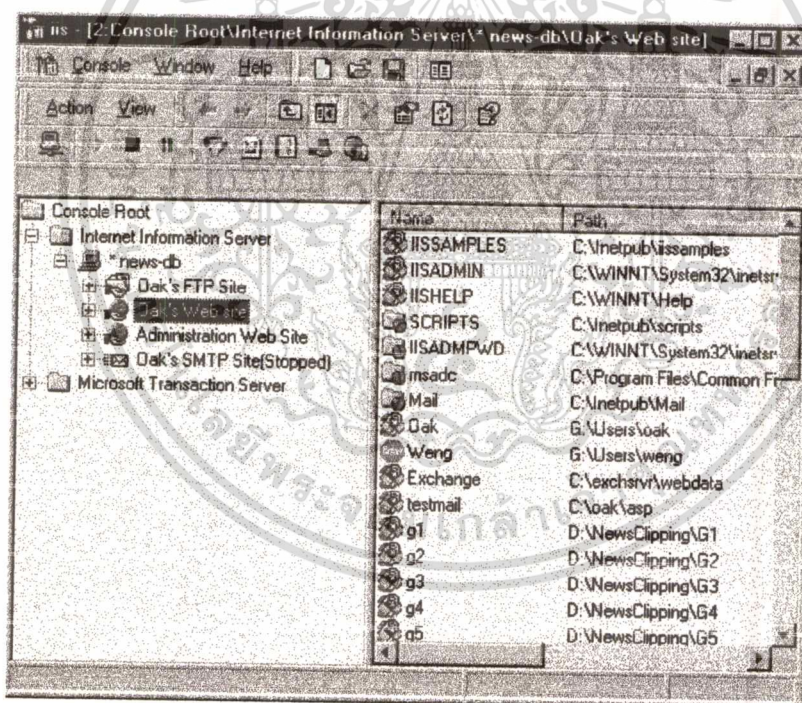 iis - [2:Console Root\Internet Information Server\* news-db\Oak's Web site]
Console Window Help
Action View
Console Root
Internet Information Server
* news-db
Oak's FTP Site
Oak's Web site
Administration Web Site
Oak's SMTP Site(Stopped)
Microsoft Transaction Server
Name Path
IISSAMPLES C:\Inetpub\iissamples
IISADMIN C:\WINNT\System32\inetsr
IISHELP C:\WINNT\Help
SCRIPTS C:\Inetpub\scripts
IISADMPWD C:\WINNT\System32\inetsr
msadc C:\Program Files\Common Fr
Mail C:\Inetpub\Mail
Oak G:\Users\oak
Weng G:\Users\weng
Exchange C:\exchsrvr\webdata
testmail C:\oak\asp
g1 D:\NewsClipping\G1
g2 D:\NewsClipping\G2
g3 D:\NewsClipping\G3
g4 D:\NewsClipping\G4
g5 D:\NewsClipping\G5